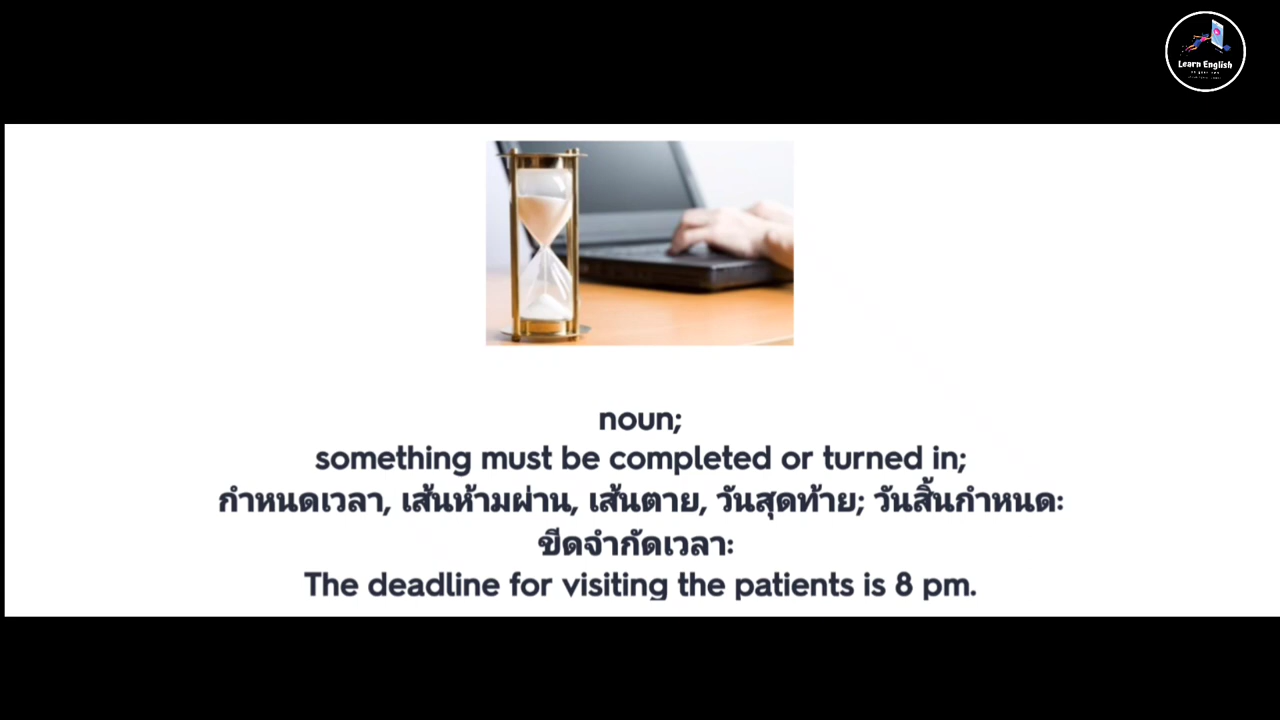 Learn English
noun;
something must be completed or turned in;
กำหนดเวลา, เส้นห้ามผ่าน, เส้นตาย, วันสุดท้าย; วันสิ้นกำหนด:
ขีดจำกัดเวลา:
The deadline for visiting the patients is 8 pm.